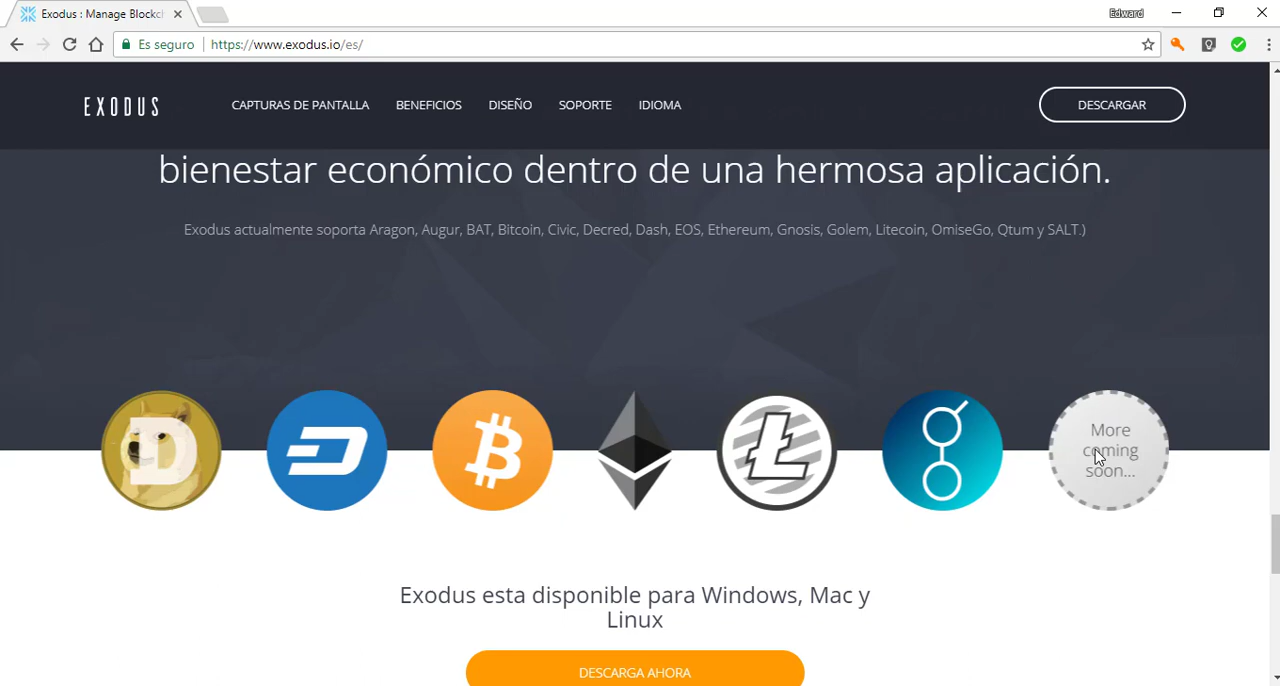 Exodus : Manage Blockch
Edward
Es seguro
https://www.exodus.io/es/
EXODUS
CAPTURAS DE PANTALLA
BENEFICIOS
DISEÑO
SOPORTE
IDIOMA
DESCARGAR
bienestar económico dentro de una hermosa aplicación.
Exodus actualmente soporta Aragon, Augur, BAT, Bitcoin, Civic, Decred, Dash, EOS, Ethereum, Gnosis, Golem, Litecoin, OmiseGo, Qtum y SALT.)
More
coming
soon...
Exodus esta disponible para Windows, Mac y
Linux
DESCARGA AHORA